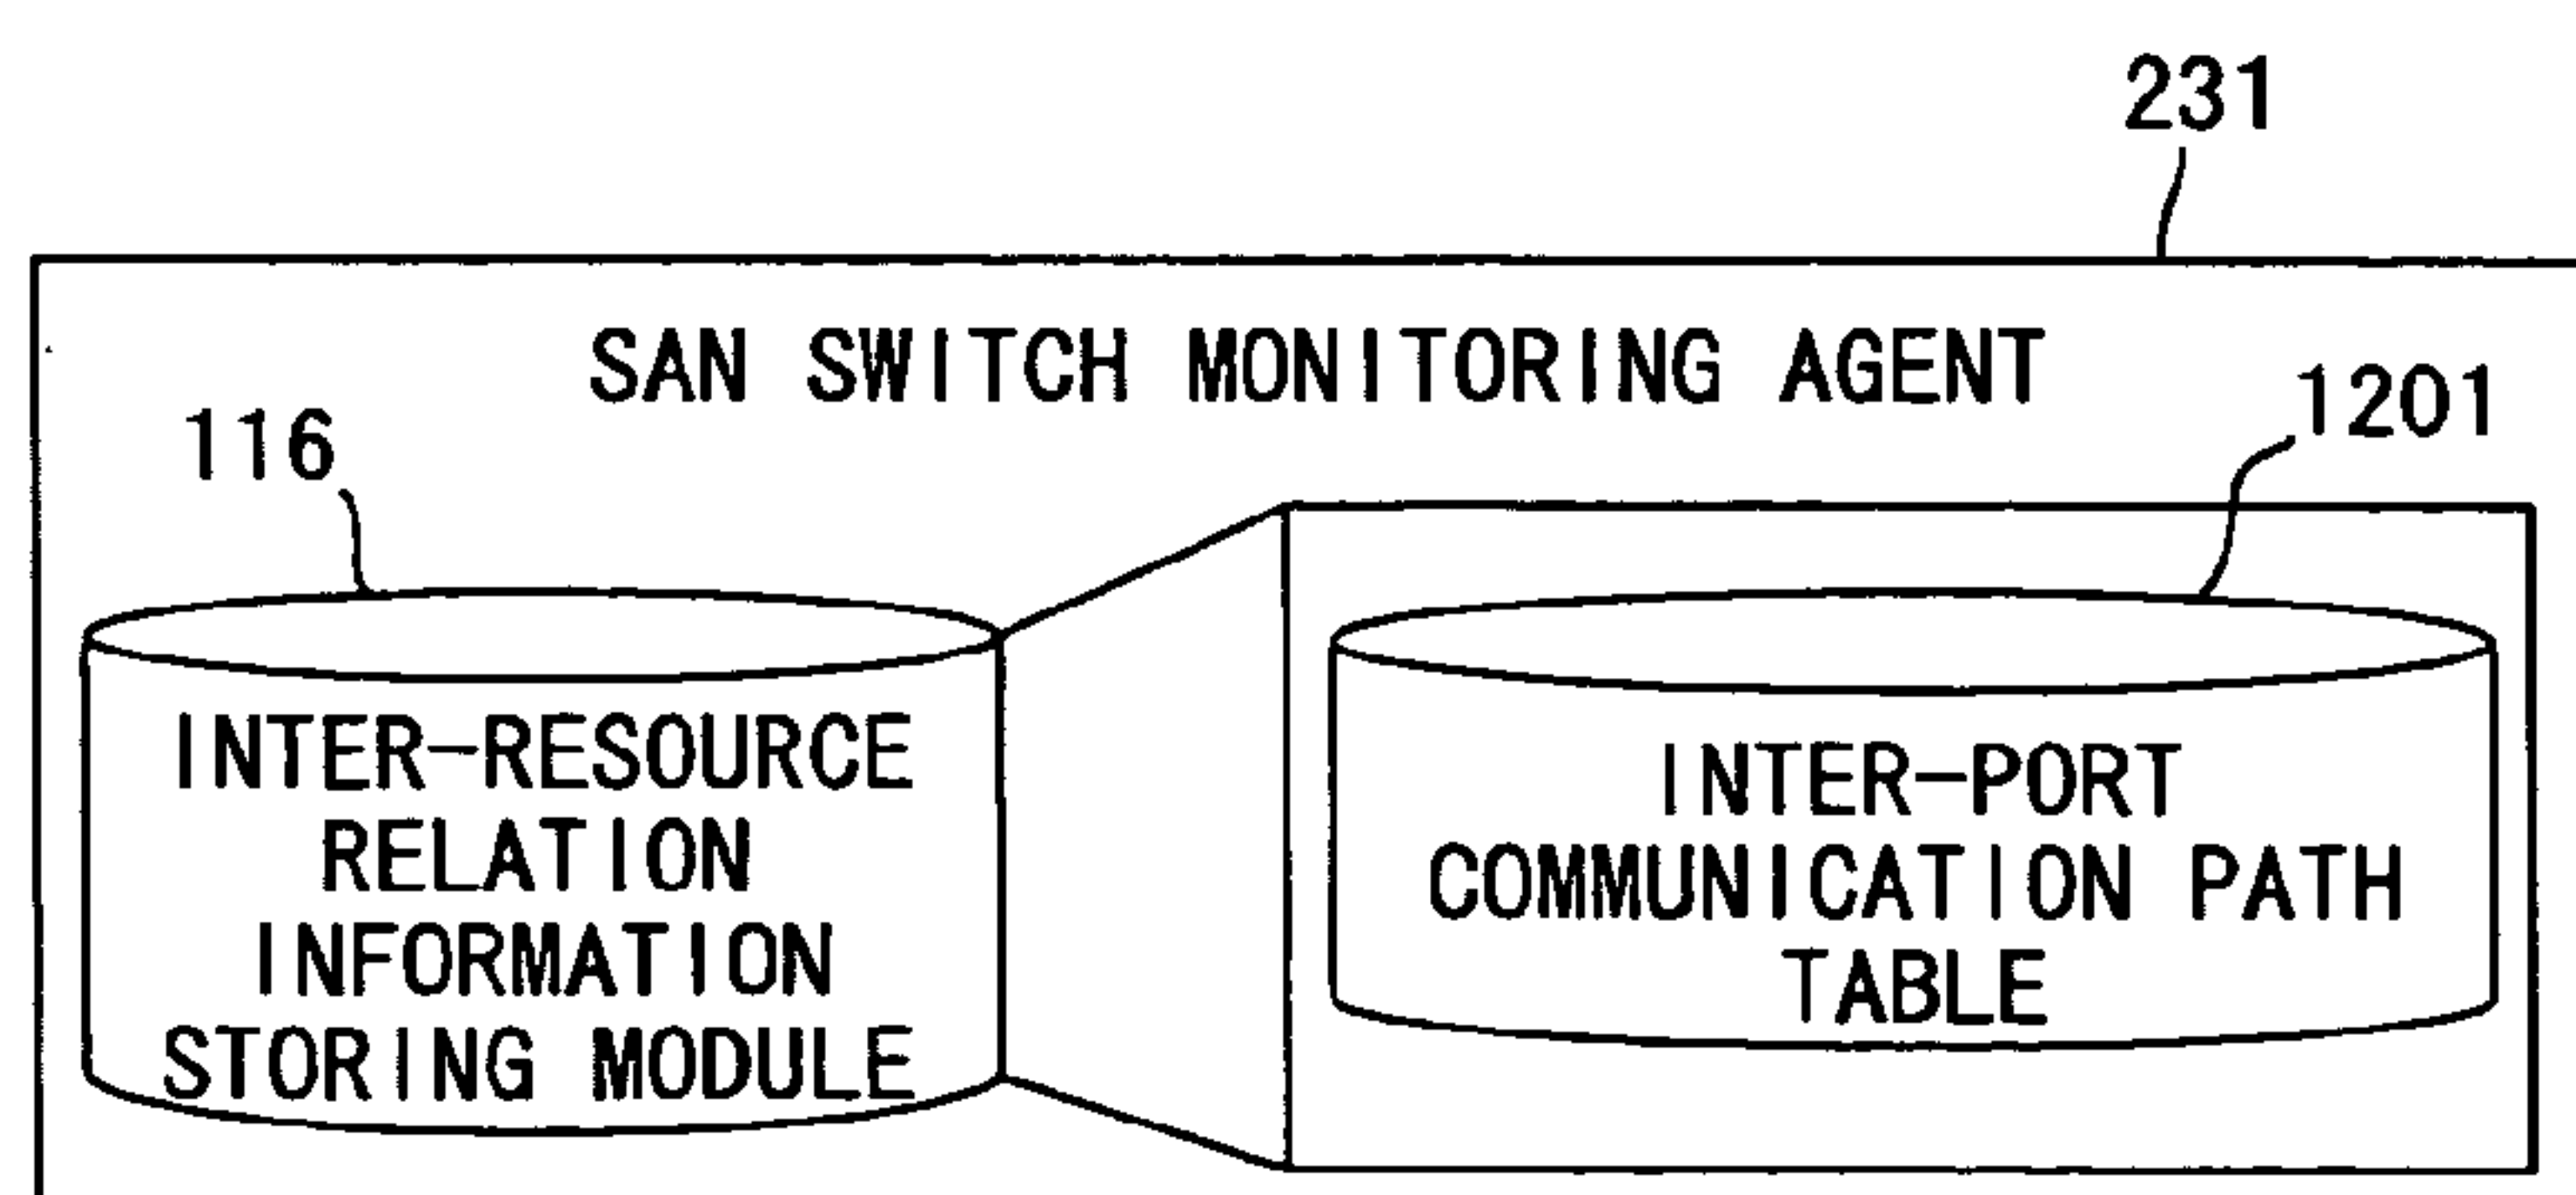 231
SAN SWITCH MONITORING AGENT
116
1201
INTER-RESOURCE
RELATION
INFORMATION
STORING MODULE
INTER-PORT
COMMUNICATION PATH
TABLE